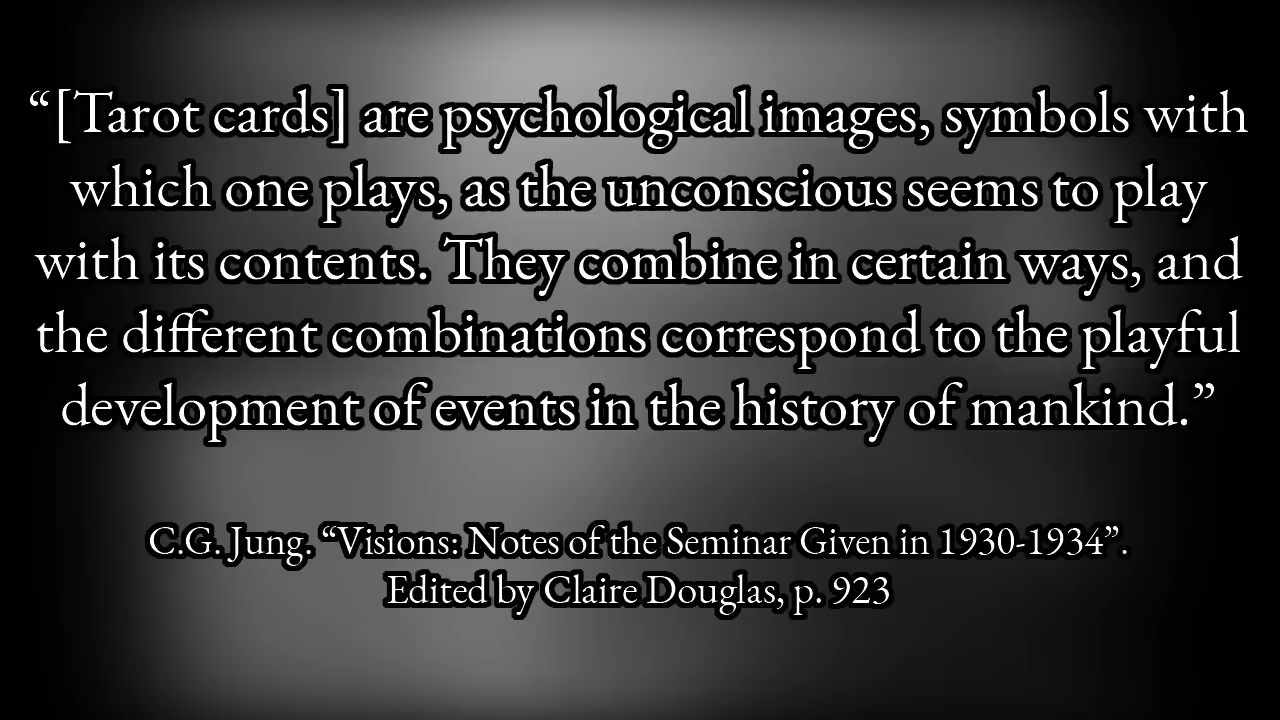 “[Tarot cards] are psychological images, symbols with
which one plays, as the unconscious seems to play
with its contents. They combine in certain ways, and
the different combinations correspond to the playful
development of events in the history of mankind.”
C.G. Jung. “Visions: Notes of the Seminar Given in 1930-1934”.
Edited by Claire Douglas, p. 923